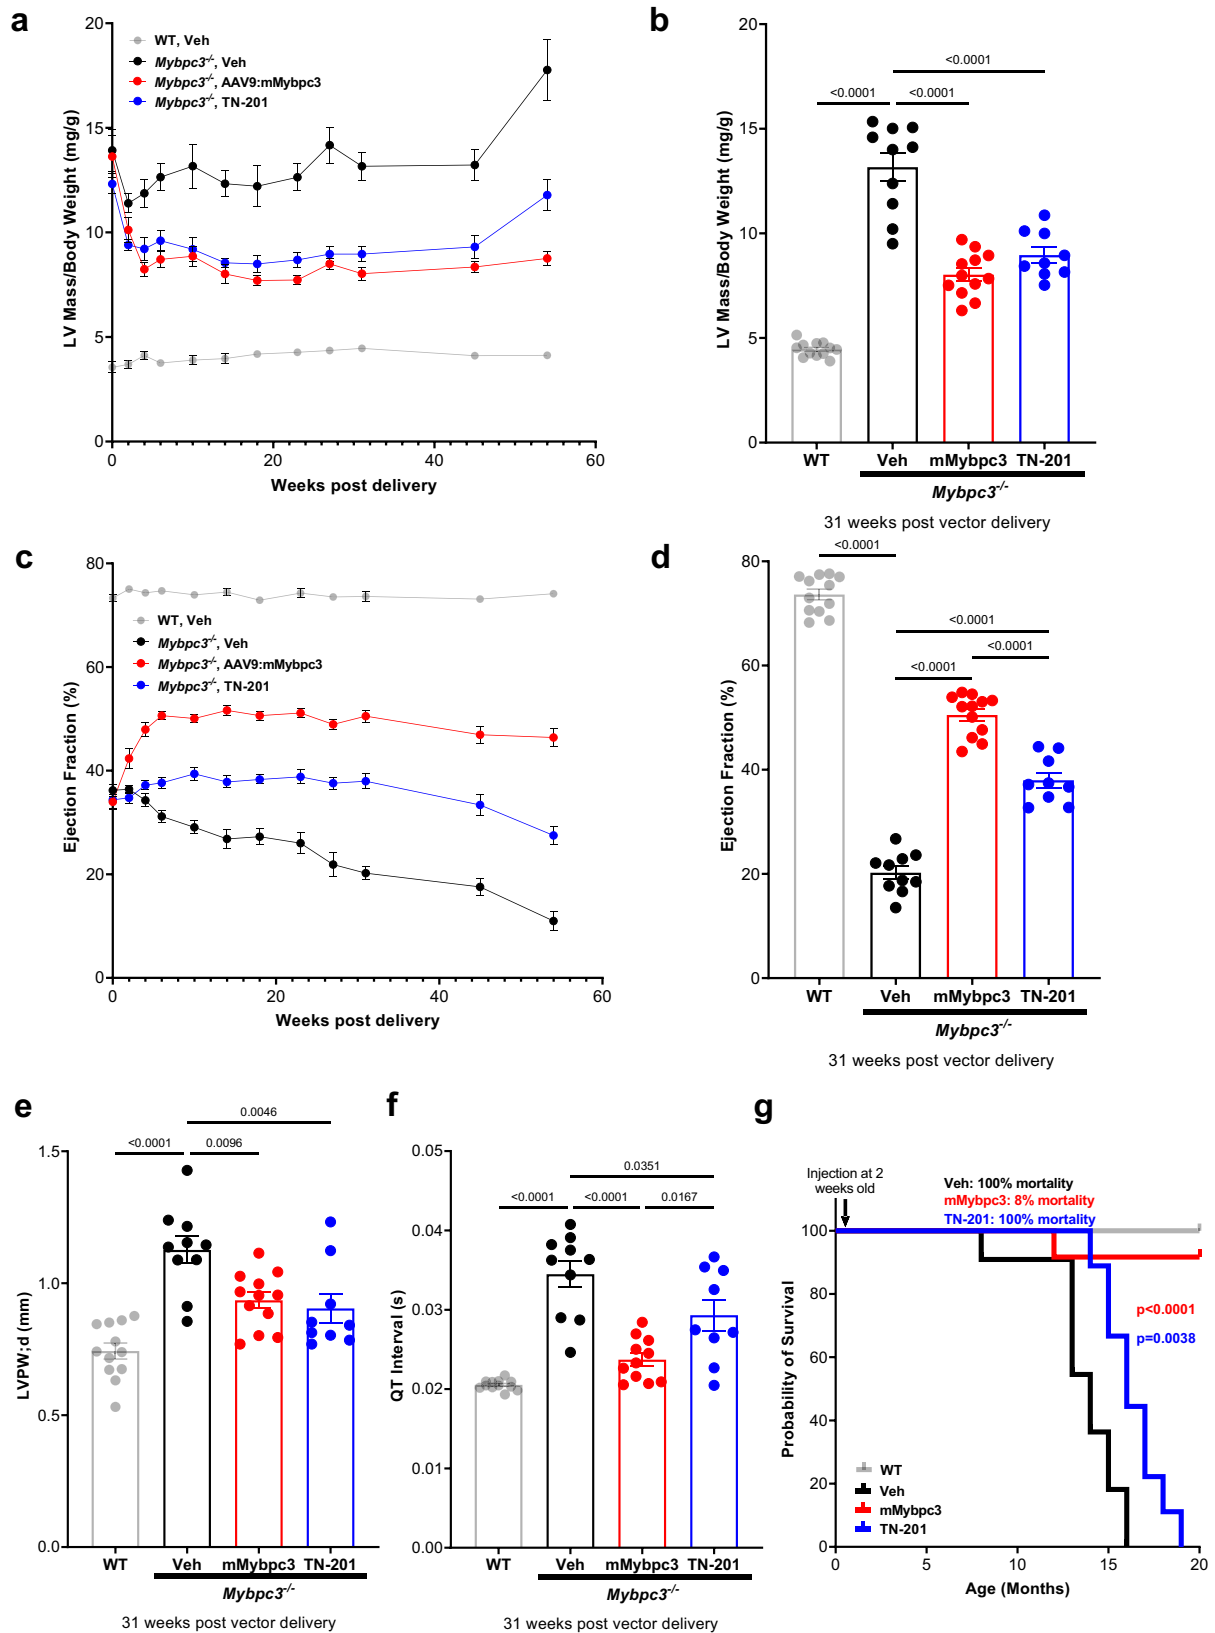 a
20
15
10
5
0
LV Mass/Body Weight (mg/g)
WT, Veh
Mybpc3-/-, Veh
Mybpc3-/-, AAV9:mMybpc3
Mybpc3-/-, TN-201
0 20 40 60
Weeks post delivery
b
20
15
10
5
0
LV Mass/Body Weight (mg/g)
<0.0001
<0.0001 <0.0001
WT Veh mMybpc3 TN-201
Mybpc3-/-
31 weeks post vector delivery
c
80
60
40
20
0
Ejection Fraction (%)
WT, Veh
Mybpc3-/-, Veh
Mybpc3-/-, AAV9:mMybpc3
Mybpc3-/-, TN-201
0 20 40 60
Weeks post delivery
d
80
60
40
20
0
Ejection Fraction (%)
<0.0001
<0.0001
<0.0001
<0.0001
WT Veh mMybpc3 TN-201
Mybpc3-/-
31 weeks post vector delivery
e
1.5
1.0
0.5
0.0
LVPW;d (mm)
0.0046
<0.0001 0.0096
WT Veh mMybpc3 TN-201
Mybpc3-/-
31 weeks post vector delivery
f
0.05
0.04
0.03
0.02
0.01
0.00
QT Interval (s)
0.0351
<0.0001 <0.0001 0.0167
WT Veh mMybpc3 TN-201
Mybpc3-/-
31 weeks post vector delivery
g
Injection at 2
weeks old
Veh: 100% mortality
mMybpc3: 8% mortality
TN-201: 100% mortality
100
80
60
40
20
0
Probability of Survival
p<0.0001
p=0.0038
WT
Veh
mMybpc3
TN-201
0 5 10 15 20
Age (Months)